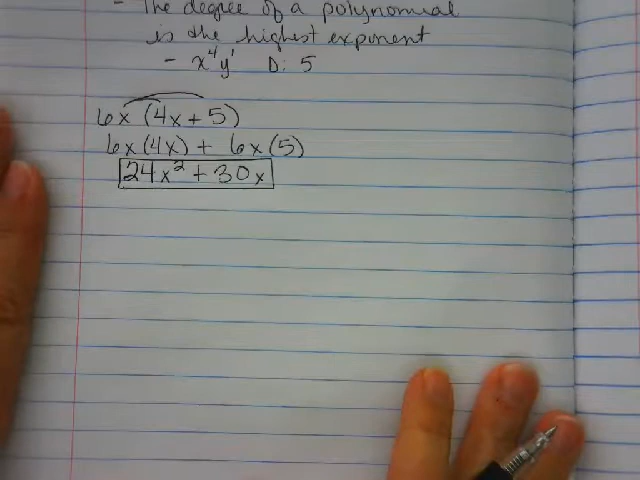 - The degree of a polynomial
is the highest exponent
- x⁴y¹ D: 5
6x (4x + 5)
6x(4x) + 6x(5)
24x² + 30x